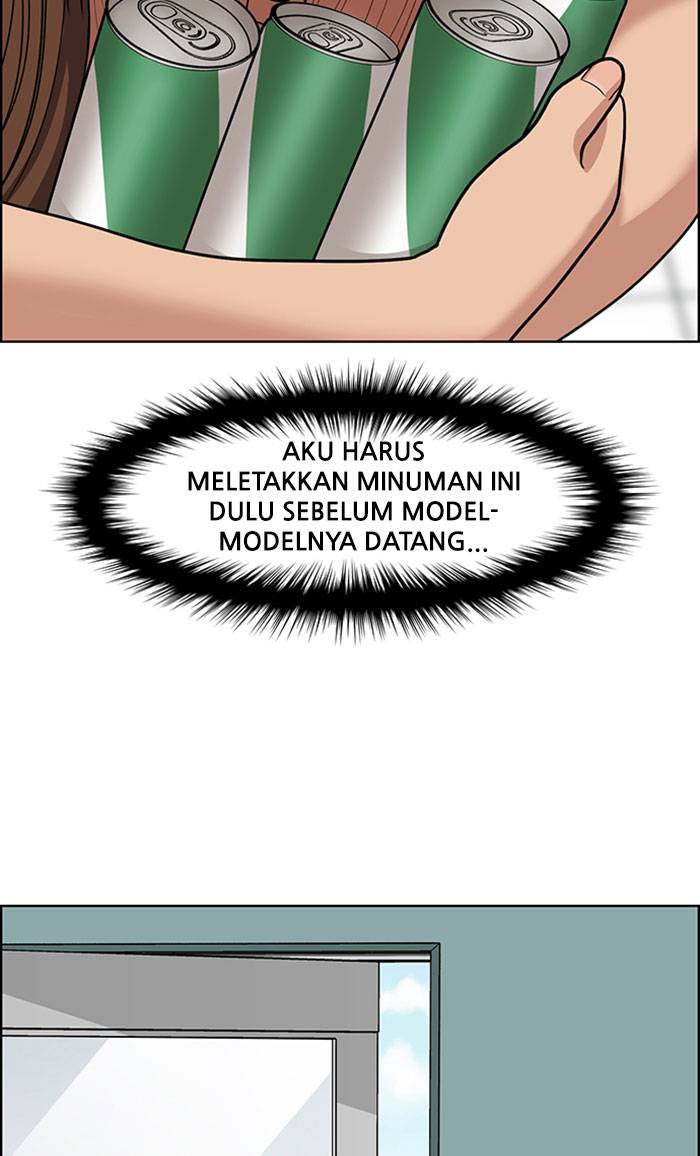 AKU HARUS
MELETAKKAN MINUMAN INI
DULU SEBELUM MODEL-
MODELNYA DATANG...